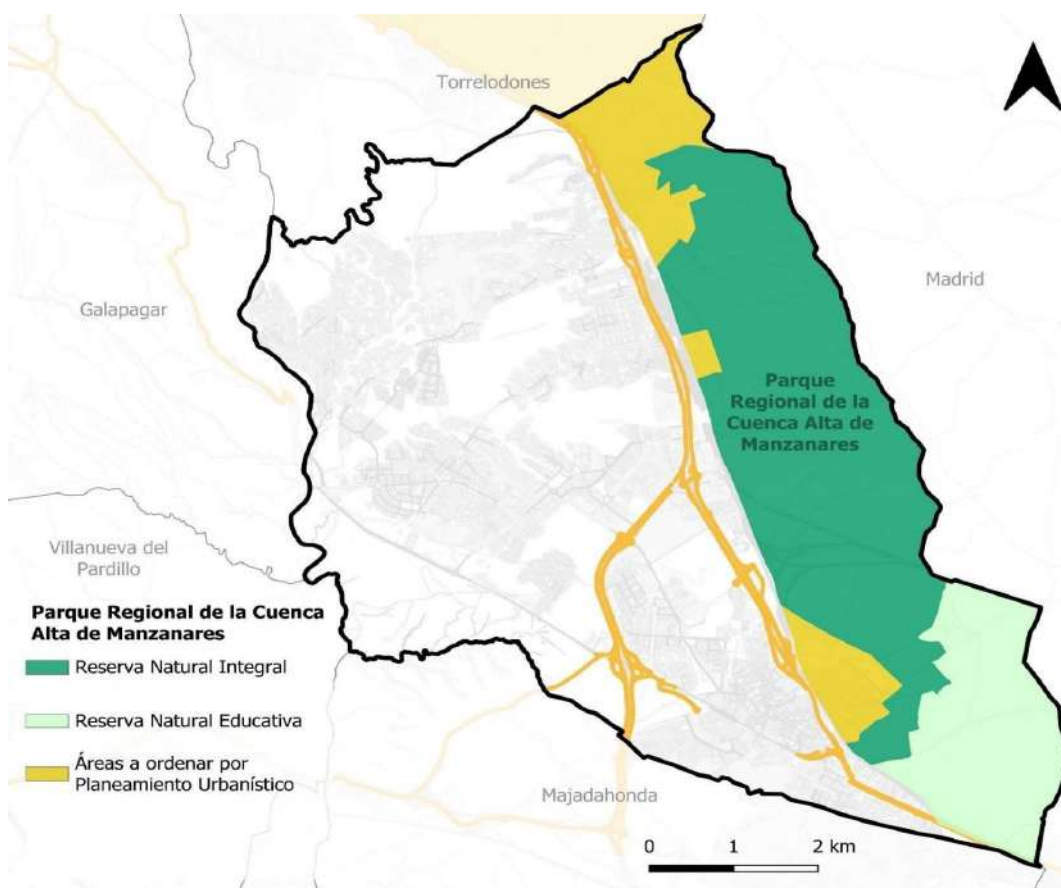 Torrelodones
Galapagar
Madrid
Parque
Regional de la
Cuenca Alta de
Manzanares
Villanueva del
Pardillo
Parque Regional de la Cuenca
Alta de Manzanares
Reserva Natural Integral
Reserva Natural Educativa
Áreas a ordenar por
Planeamiento Urbanístico
Majadahonda
0 1 2 km